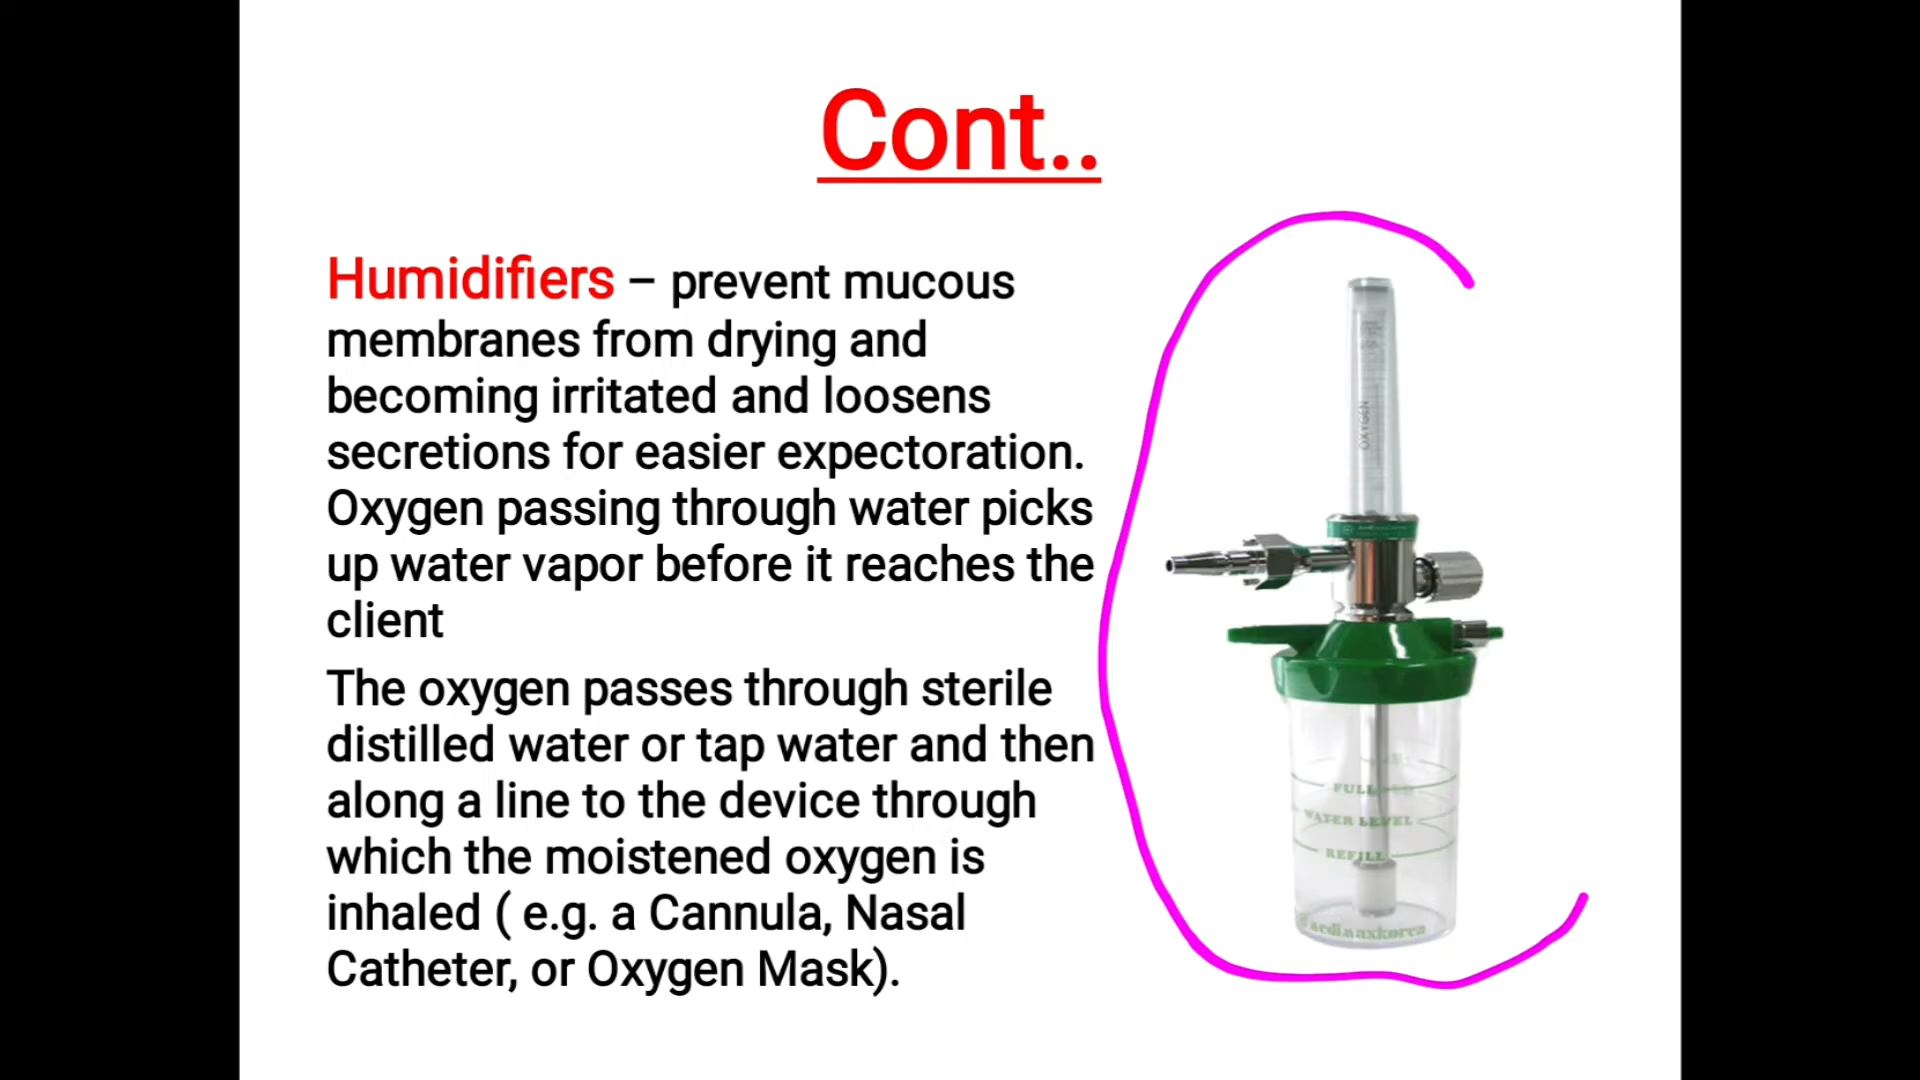 Cont..
Humidifiers – prevent mucous
membranes from drying and
becoming irritated and loosens
secretions for easier expectoration.
Oxygen passing through water picks
up water vapor before it reaches the
client
The oxygen passes through sterile
distilled water or tap water and then
along a line to the device through
which the moistened oxygen is
inhaled ( e.g. a Cannula, Nasal
Catheter, or Oxygen Mask).
OXYGEN
FULL
WATER LEVEL
REFILL